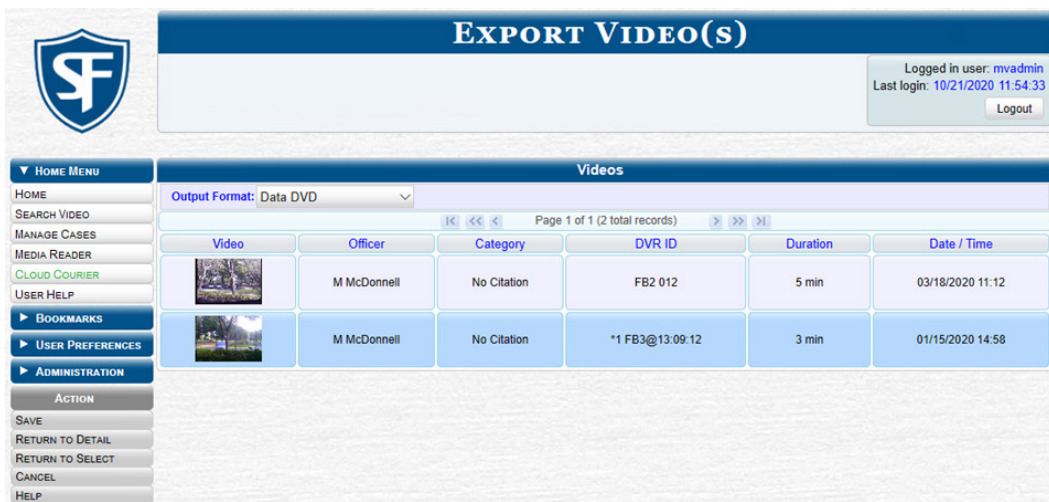 SF
EXPORT VIDEO(S)
Logged in user: mvadmin
Last login: 10/21/2020 11:54:33
Logout
▼ HOME MENU
HOME
SEARCH VIDEO
MANAGE CASES
MEDIA READER
CLOUD COURIER
USER HELP
► BOOKMARKS
► USER PREFERENCES
► ADMINISTRATION
ACTION
SAVE
RETURN TO DETAIL
RETURN TO SELECT
CANCEL
HELP
Videos
Output Format: Data DVD
Page 1 of 1 (2 total records)
Video Officer Category DVR ID Duration Date / Time
M McDonnell No Citation FB2 012 5 min 03/18/2020 11:12
M McDonnell No Citation *1 FB3@13:09:12 3 min 01/15/2020 14:58